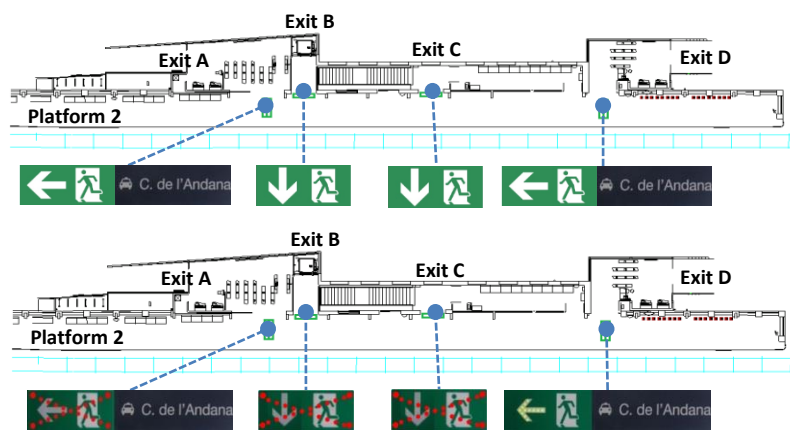 Exit B
Exit A
Exit C
Exit D
Platform 2
C. de l'Andana
C. de l'Andana
Exit B
Exit A
Exit C
Exit D
Platform 2
C. de l'Andana
C. de l'Andana